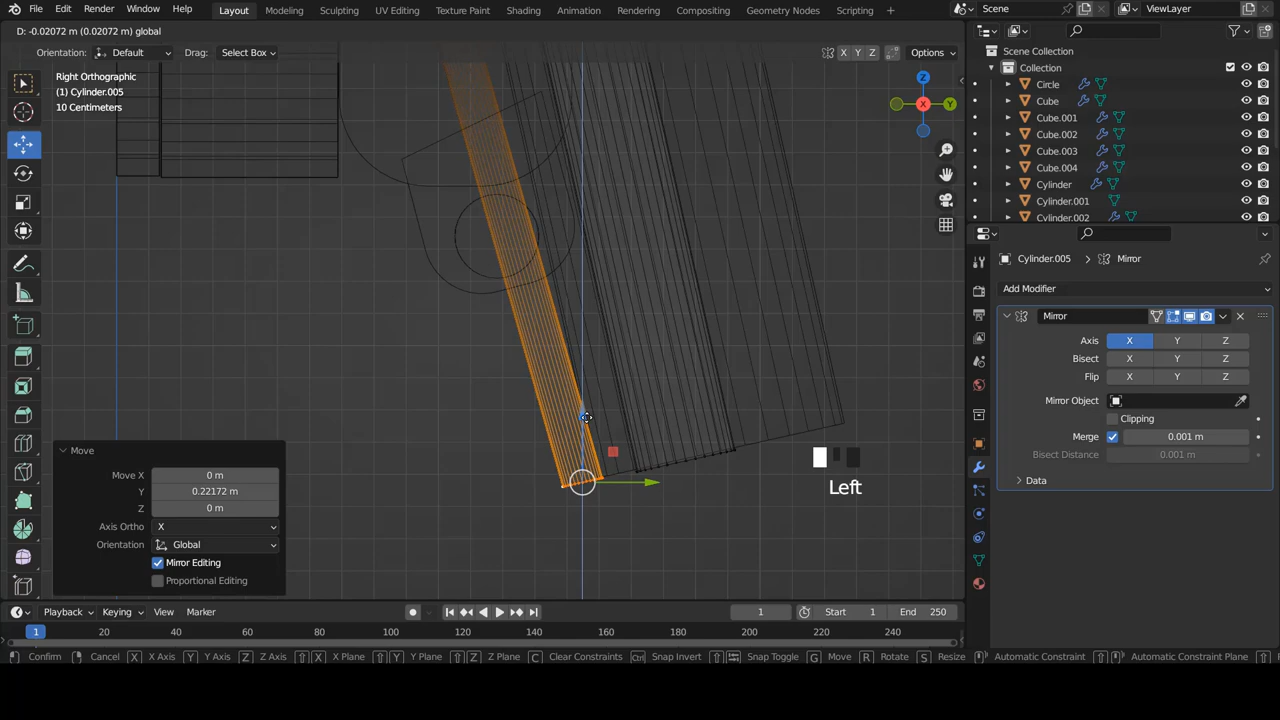 File Edit Render Window Help Layout Modeling Sculpting UV Editing Texture Paint Shading Animation Rendering Compositing Geometry Nodes Scripting Scene ViewLayer
D: -0.02072 m (0.02072 m) global
Orientation: Default Drag: Select Box X Y Z Options
Right Orthographic
(1) Cylinder.005
10 Centimeters
Z
X
Y
Scene Collection
Collection
Circle
Cube
Cube.001
Cube.002
Cube.003
Cube.004
Cylinder
Cylinder.001
Cylinder.002
Cylinder.005 Mirror
Add Modifier
Mirror
Axis X Y Z
Bisect X Y Z
Flip X Y Z
Mirror Object
Clipping
Merge 0.001 m
Bisect Distance 0.001 m
Data
Move
Move X 0 m
Y 0.22172 m
Z 0 m
Axis Ortho X
Orientation Global
Mirror Editing
Proportional Editing
Left
Playback Keying View Marker 1 Start 1 End 250
1 20 40 60 80 100 120 140 160 180 200 220 240
Confirm Cancel X X Axis Y Y Axis Z Z Axis X X Plane Y Y Plane Z Z Plane C Clear Constraints Ctrl Snap Invert Snap Toggle G Move R Rotate S Resize Automatic Constraint Automatic Constraint Plane